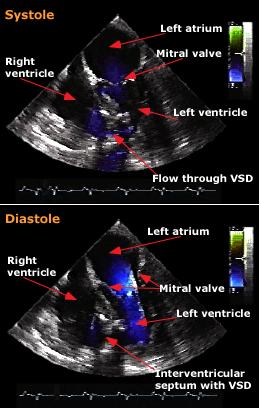 Systole
Left atrium
Mitral valve
Right
ventricle
Left ventricle
Flow through VSD
Diastole
Left atrium
Right
ventricle
Mitral valve
Left ventricle
Interventricular
septum with VSD